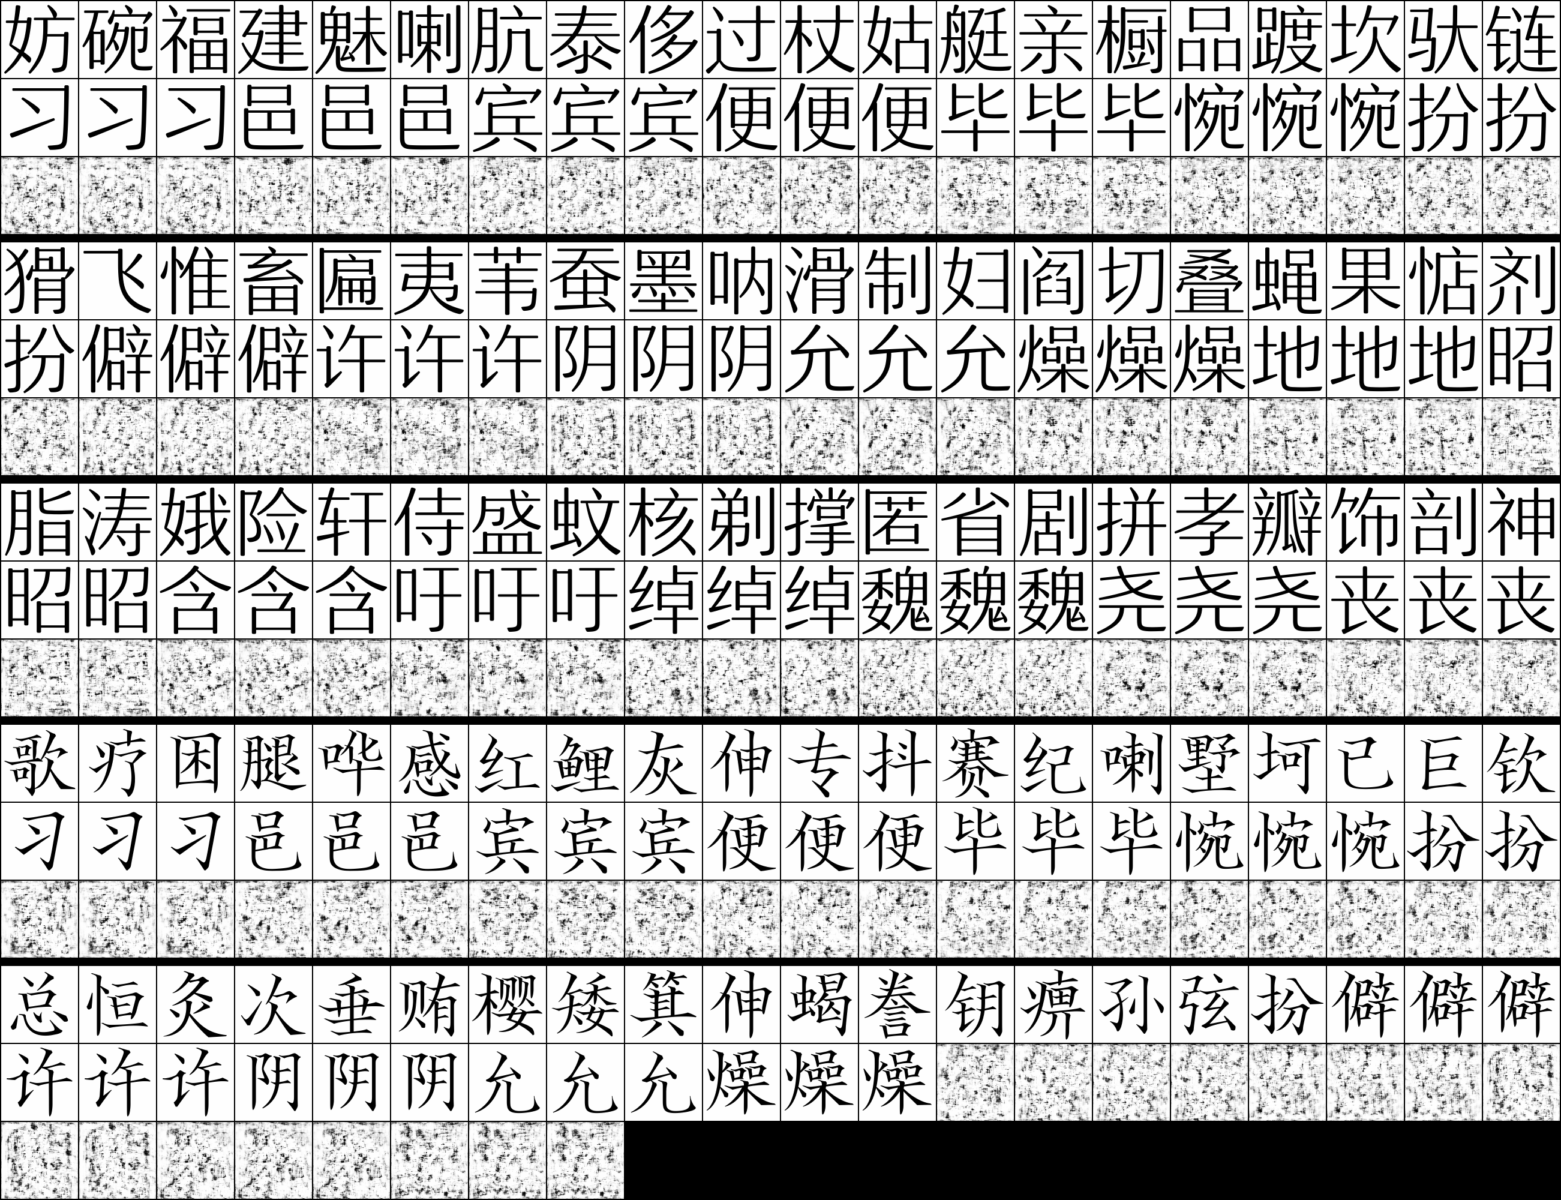 妨碗福建魅喇肮泰侈过杖姑艇亲橱品踱坎驮链
习习习邑邑邑宾宾宾便便便毕毕毕惋惋惋扮扮
猾飞惟畜匾夷苇蚕墨呐滑制妇阎切叠蝇果惦剂
扮僻僻僻许许许阴阴阴允允允燥燥燥地地地昭
脂涛娥险轩侍盛蚊核剃撑匿省剧拼孝瓣饰剖神
昭昭含含含吁吁吁绰绰绰魏魏魏尧尧尧丧丧丧
歌疗困腿哗感红鲤灰伸专抖赛纪喇墅坷已巨钦
习习习邑邑邑宾宾宾便便便毕毕毕惋惋惋扮扮
总恒灸次垂贿樱矮箕伸蝎誊钥痹孙弦扮僻僻僻
许许许阴阴阴允允允燥燥燥